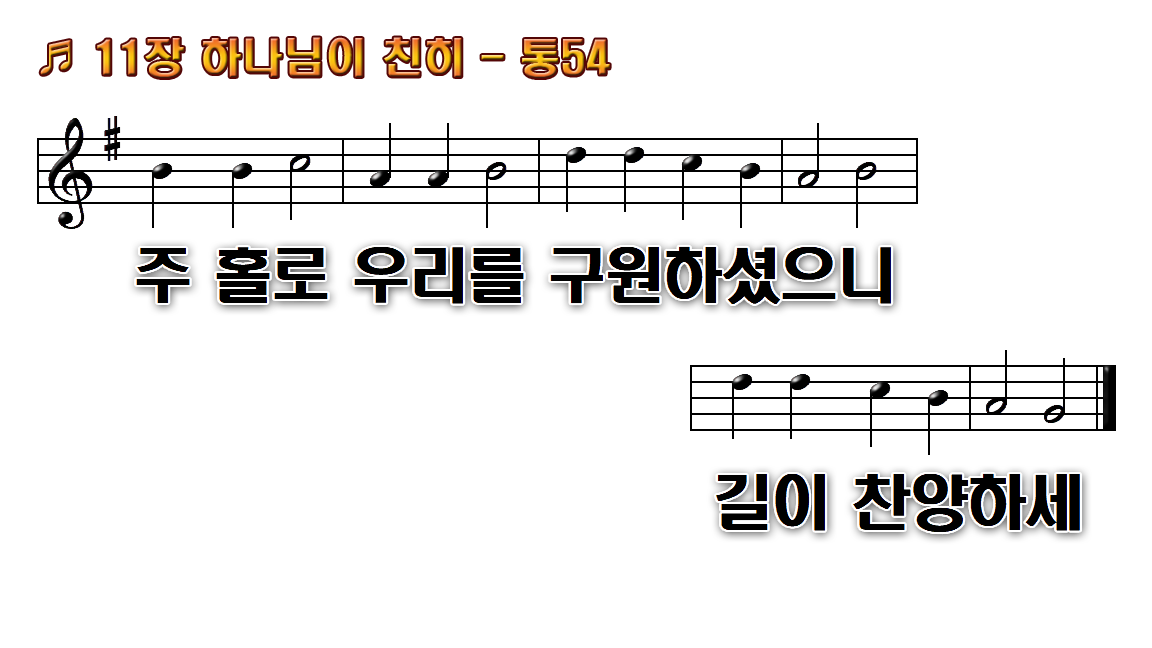 ♬ 11장 하나님이 친히 - 통54
주 홀로 우리를 구원하셨으니
길이 찬양하세